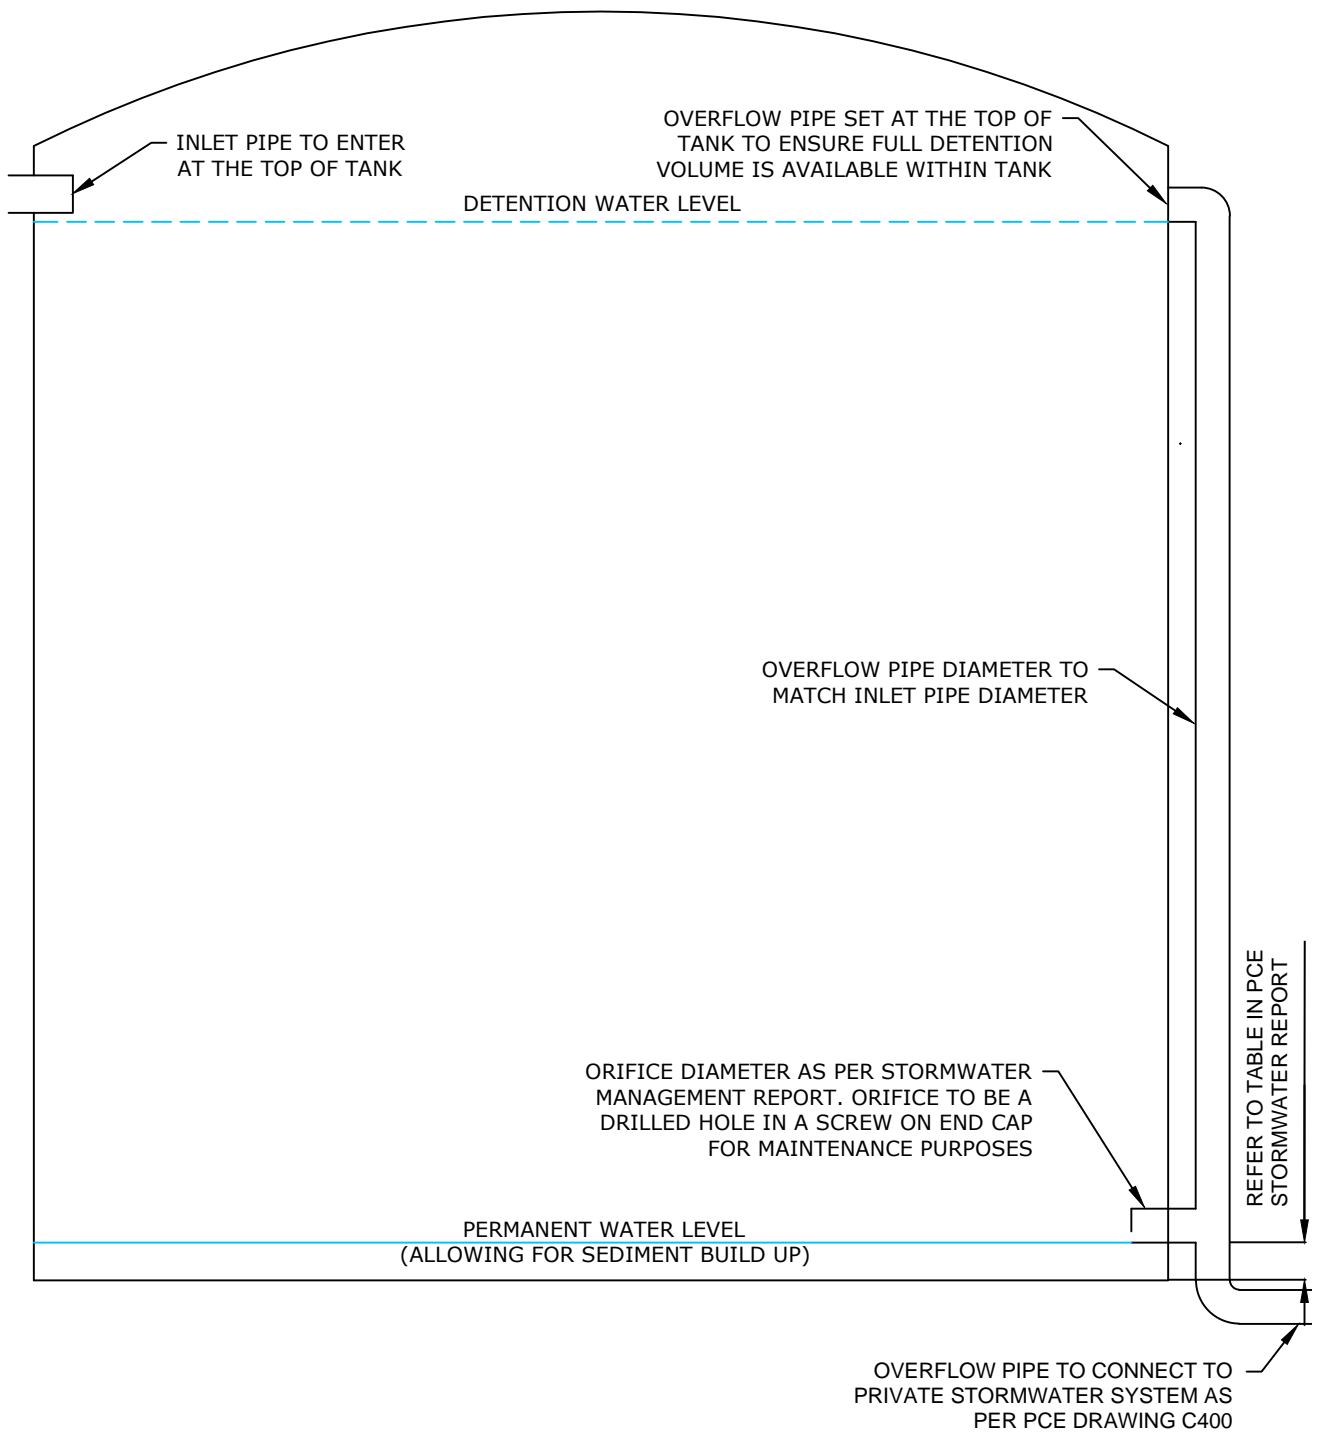 INLET PIPE TO ENTER
AT THE TOP OF TANK
OVERFLOW PIPE SET AT THE TOP OF
TANK TO ENSURE FULL DETENTION
VOLUME IS AVAILABLE WITHIN TANK
DETENTION WATER LEVEL
OVERFLOW PIPE DIAMETER TO
MATCH INLET PIPE DIAMETER
REFER TO TABLE IN PCE
STORMWATER REPORT
ORIFICE DIAMETER AS PER STORMWATER
MANAGEMENT REPORT. ORIFICE TO BE A
DRILLED HOLE IN A SCREW ON END CAP
FOR MAINTENANCE PURPOSES
PERMANENT WATER LEVEL
(ALLOWING FOR SEDIMENT BUILD UP)
OVERFLOW PIPE TO CONNECT TO
PRIVATE STORMWATER SYSTEM AS
PER PCE DRAWING C400